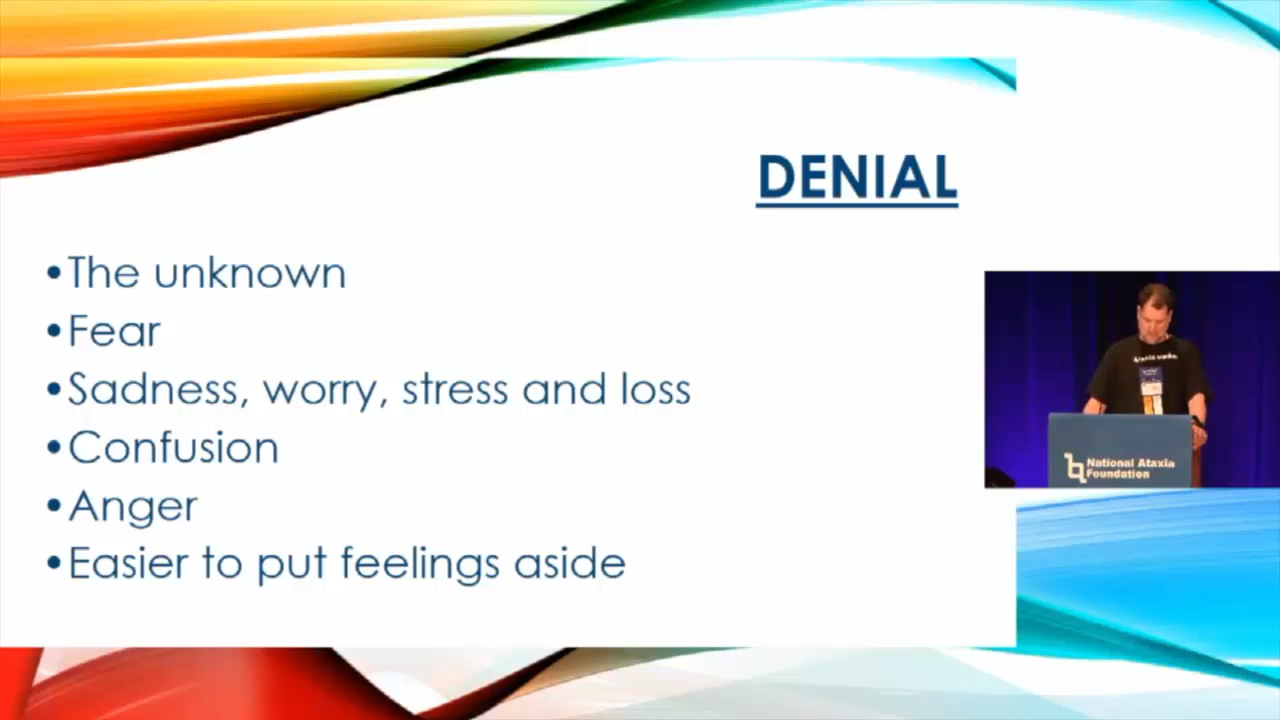 DENIAL
•The unknown
•Fear
•Sadness, worry, stress and loss
•Confusion
•Anger
•Easier to put feelings aside
National Ataxia
Foundation